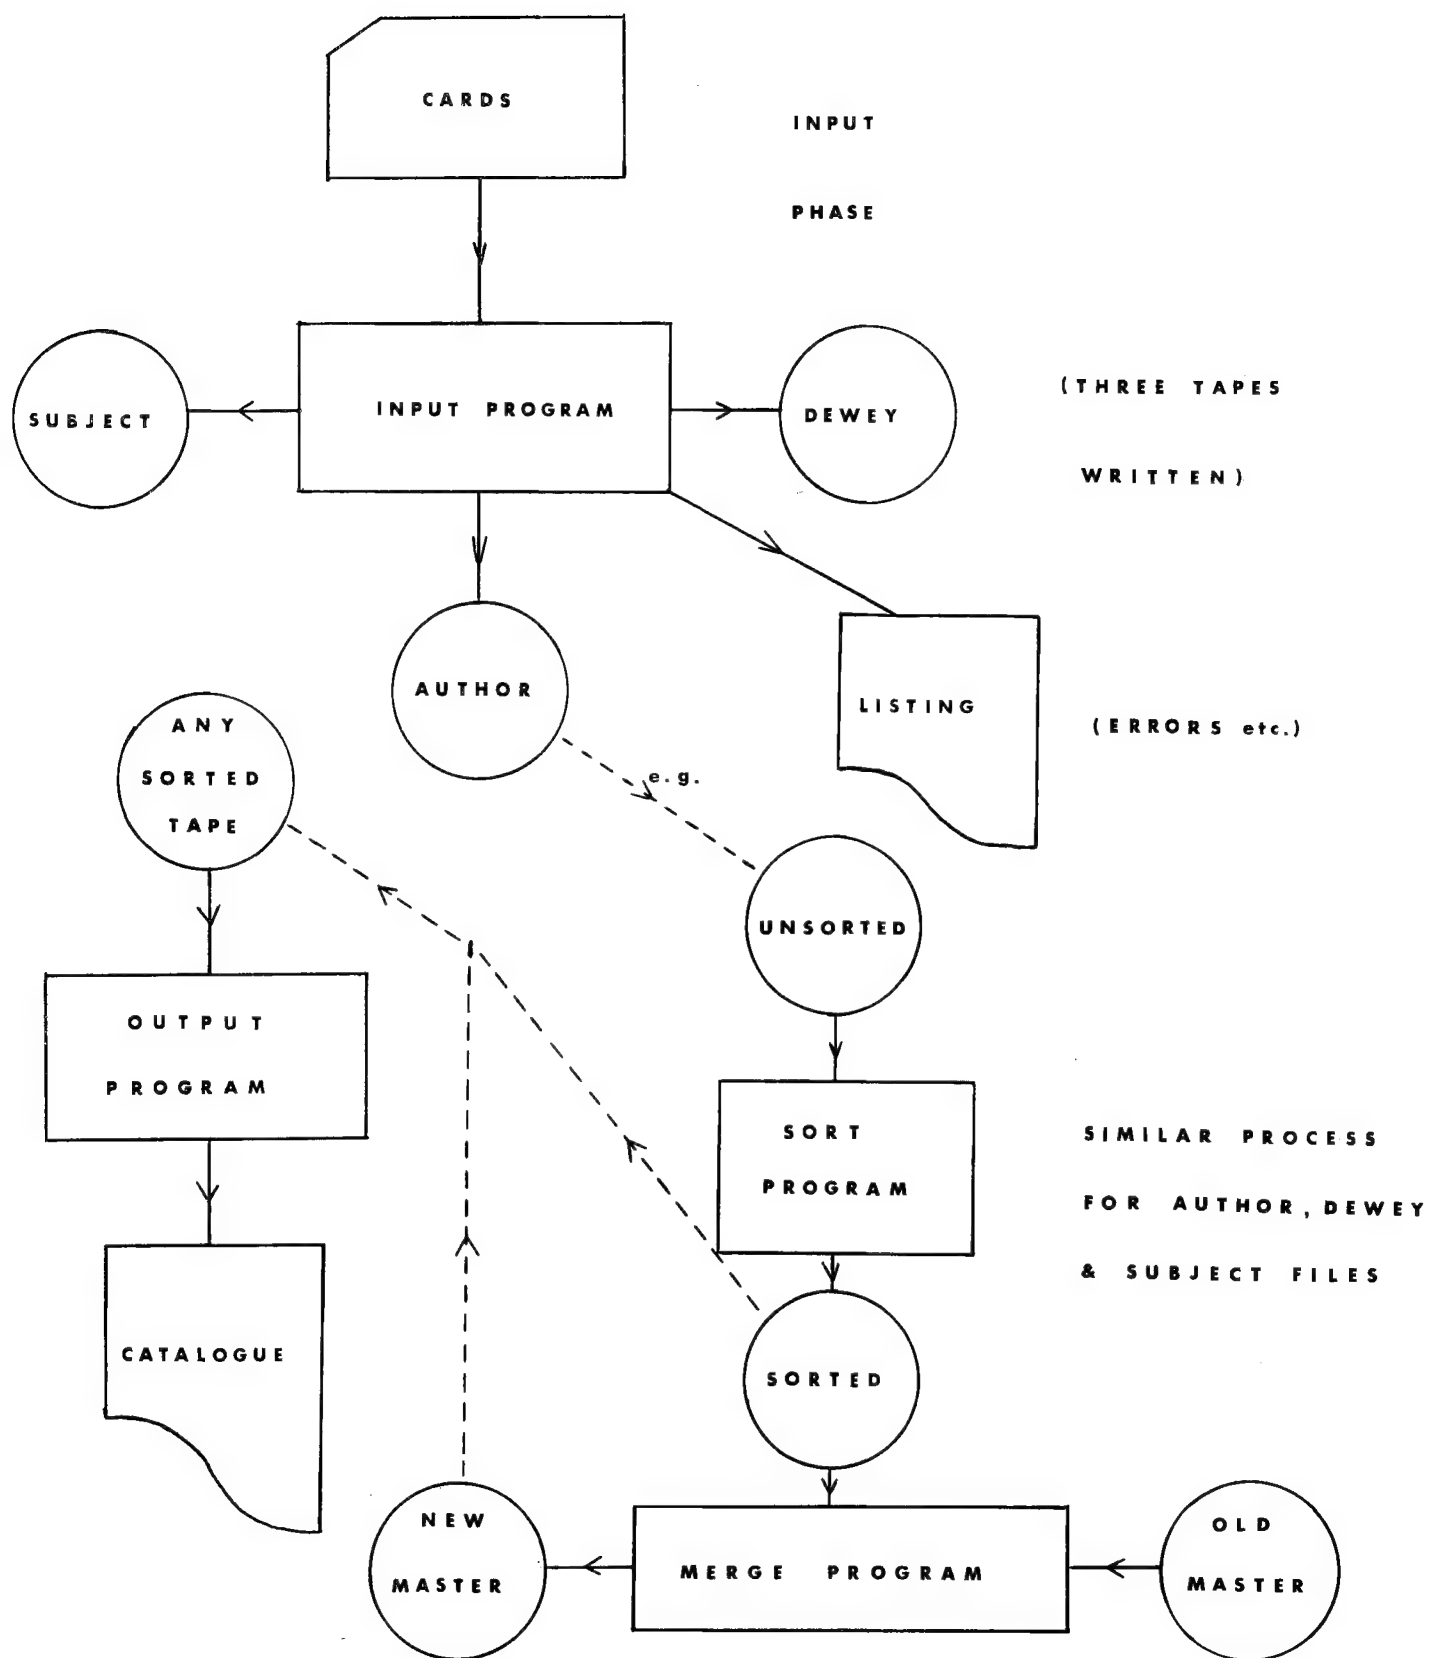 CARDS
INPUT
PHASE
SUBJECT
INPUT PROGRAM
DEWEY
(THREE TAPES
WRITTEN)
AUTHOR
LISTING
(ERRORS etc.)
e.g.
ANY
SORTED
TAPE
UNSORTED
OUTPUT
PROGRAM
SORT
PROGRAM
SIMILAR PROCESS
FOR AUTHOR, DEWEY
& SUBJECT FILES
CATALOGUE
SORTED
NEW
MASTER
MERGE PROGRAM
OLD
MASTER